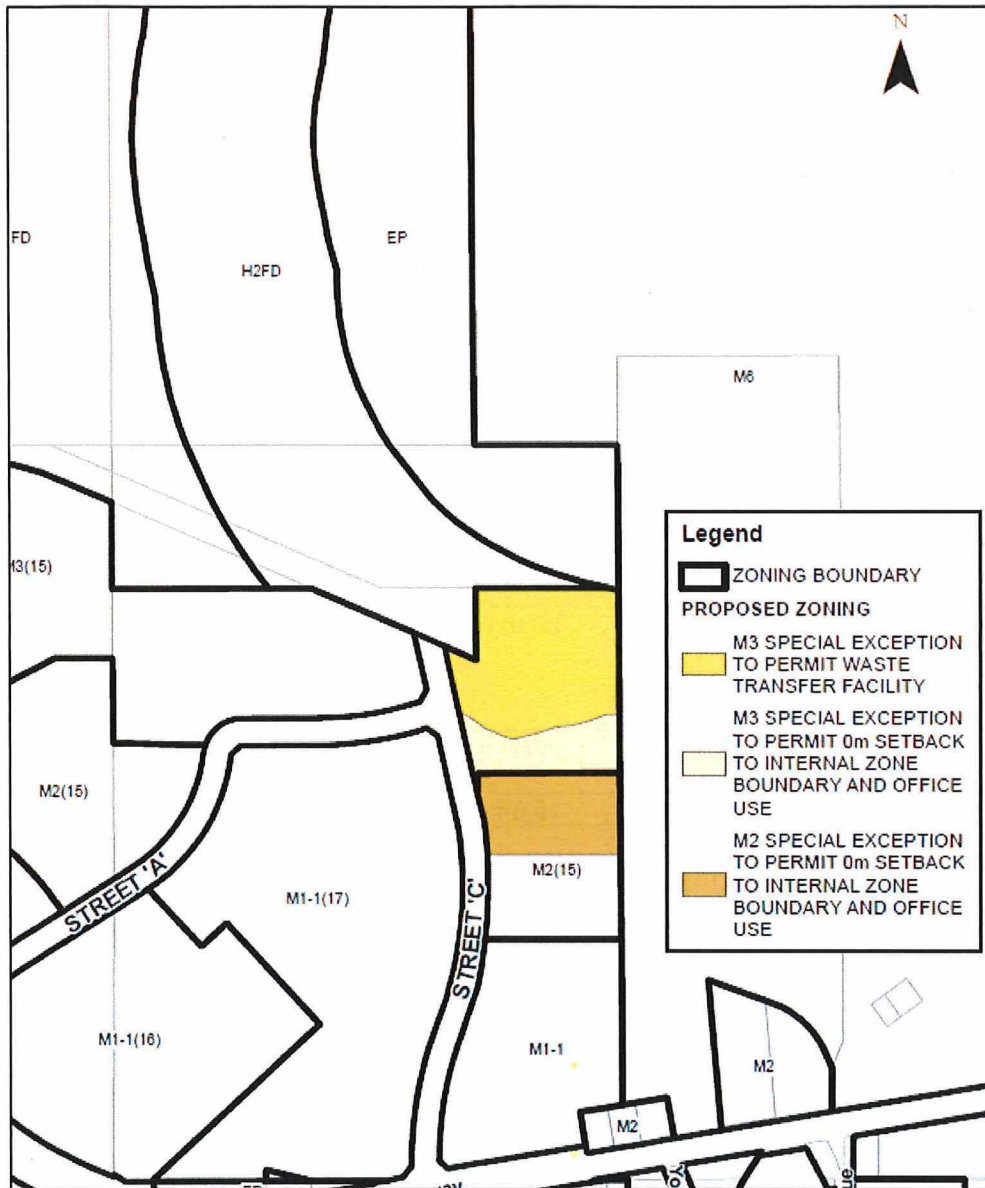 N
FD
H2FD
EP
M6
Legend
ZONING BOUNDARY
PROPOSED ZONING
M3 SPECIAL EXCEPTION
TO PERMIT WASTE
TRANSFER FACILITY
M3 SPECIAL EXCEPTION
TO PERMIT 0m SETBACK
TO INTERNAL ZONE
BOUNDARY AND OFFICE
USE
M2 SPECIAL EXCEPTION
TO PERMIT 0m SETBACK
TO INTERNAL ZONE
BOUNDARY AND OFFICE
USE
M3(15)
M2(15)
M2(15)
STREET 'A'
M1-1(17)
STREET 'C'
M1-1(16)
M1-1
M2
M2